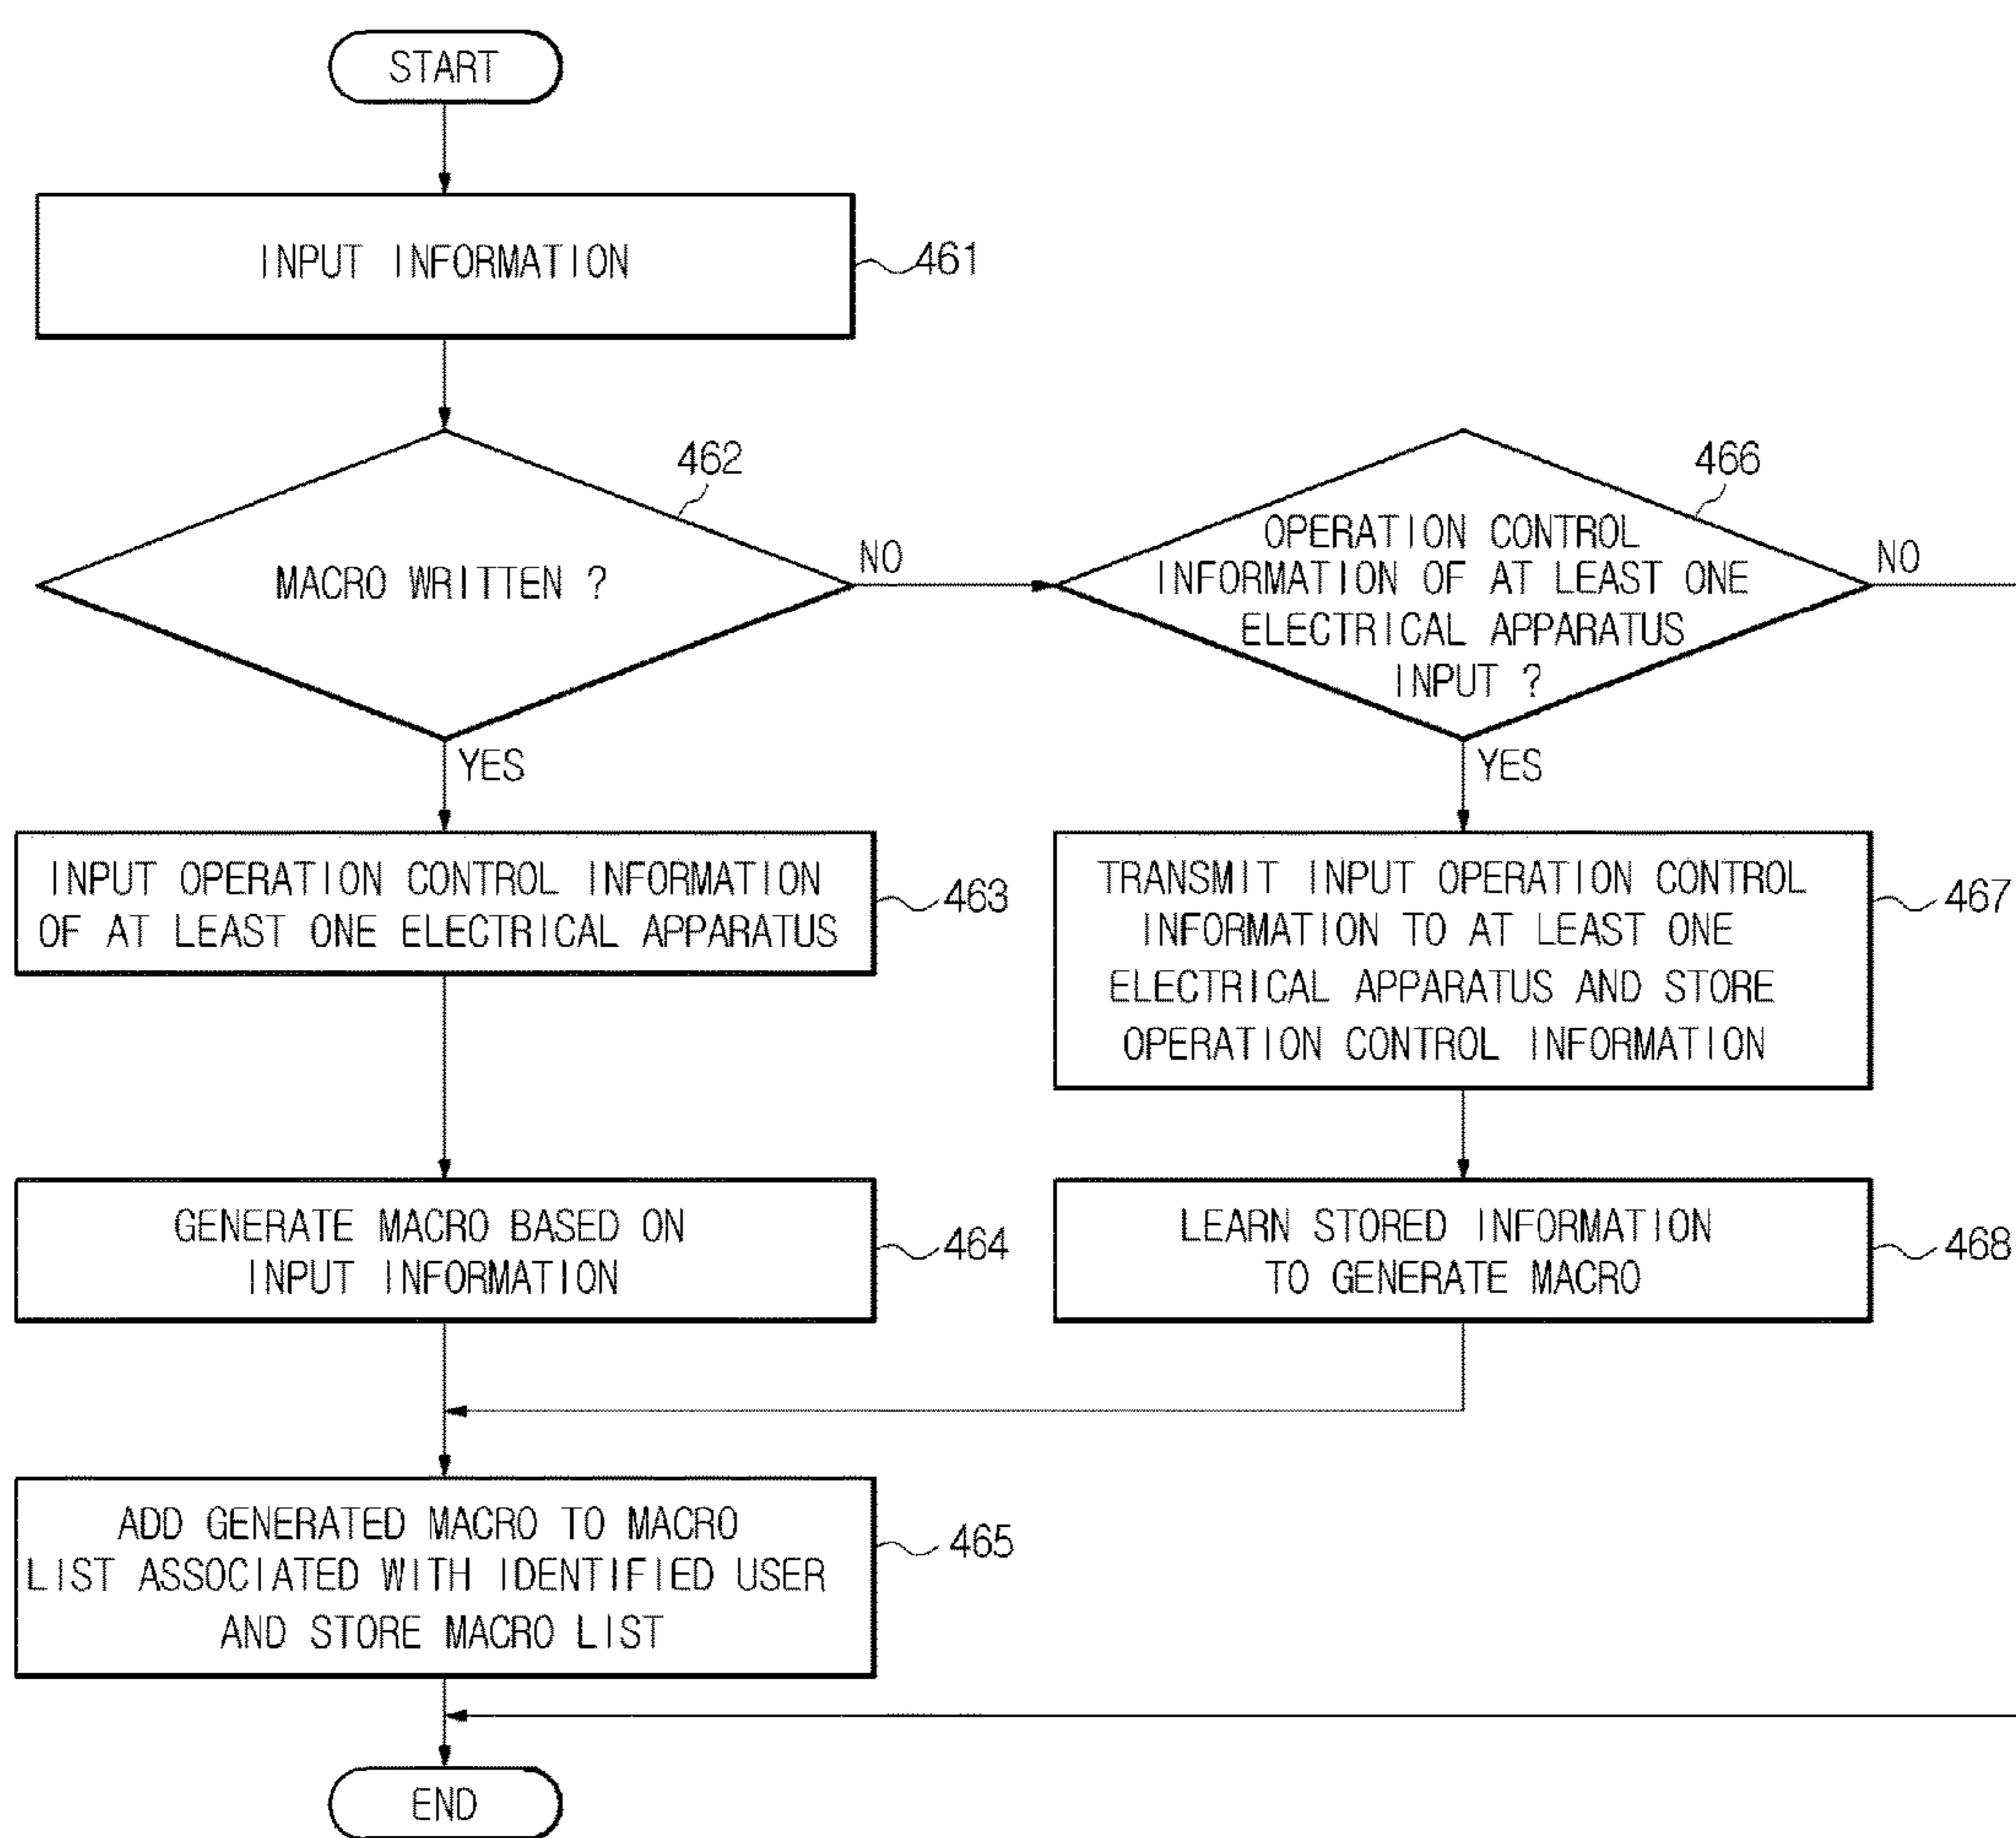 START
INPUT INFORMATION
461
462
MACRO WRITTEN ?
NO
YES
466
OPERATION CONTROL
INFORMATION OF AT LEAST ONE
ELECTRICAL APPARATUS
INPUT ?
NO
YES
INPUT OPERATION CONTROL INFORMATION
OF AT LEAST ONE ELECTRICAL APPARATUS
463
TRANSMIT INPUT OPERATION CONTROL
INFORMATION TO AT LEAST ONE
ELECTRICAL APPARATUS AND STORE
OPERATION CONTROL INFORMATION
467
GENERATE MACRO BASED ON
INPUT INFORMATION
464
LEARN STORED INFORMATION
TO GENERATE MACRO
468
ADD GENERATED MACRO TO MACRO
LIST ASSOCIATED WITH IDENTIFIED USER
AND STORE MACRO LIST
465
END